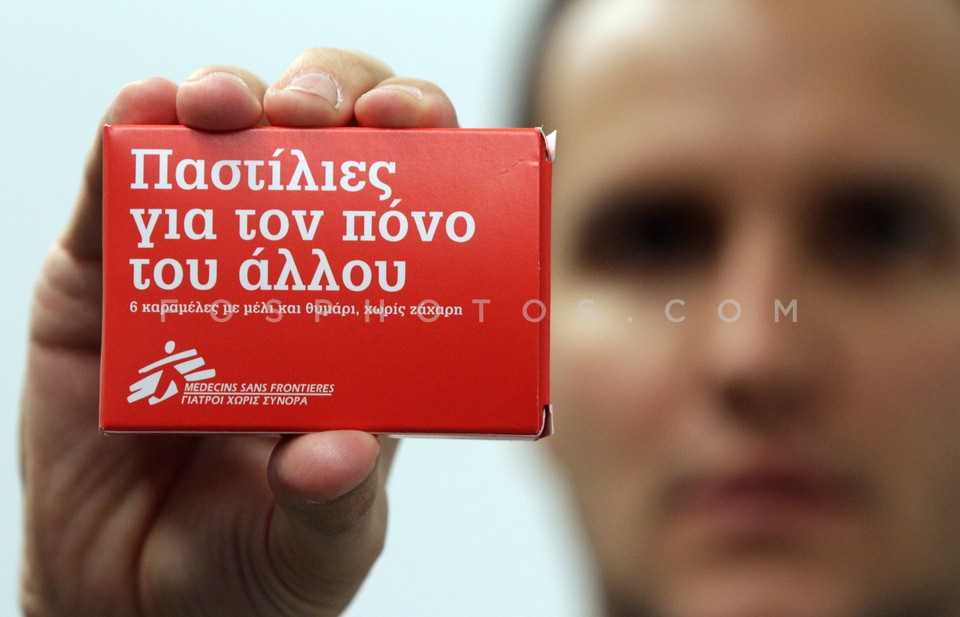 Παστίλιες
για τον πόνο
του άλλου
6 καραμέλες με μέλι και θυμάρι, χωρίς ζάχαρη
FOSPHOTOS.COM
MEDECINS SANS FRONTIERES
ΓΙΑΤΡΟΙ ΧΩΡΙΣ ΣΥΝΟΡΑ